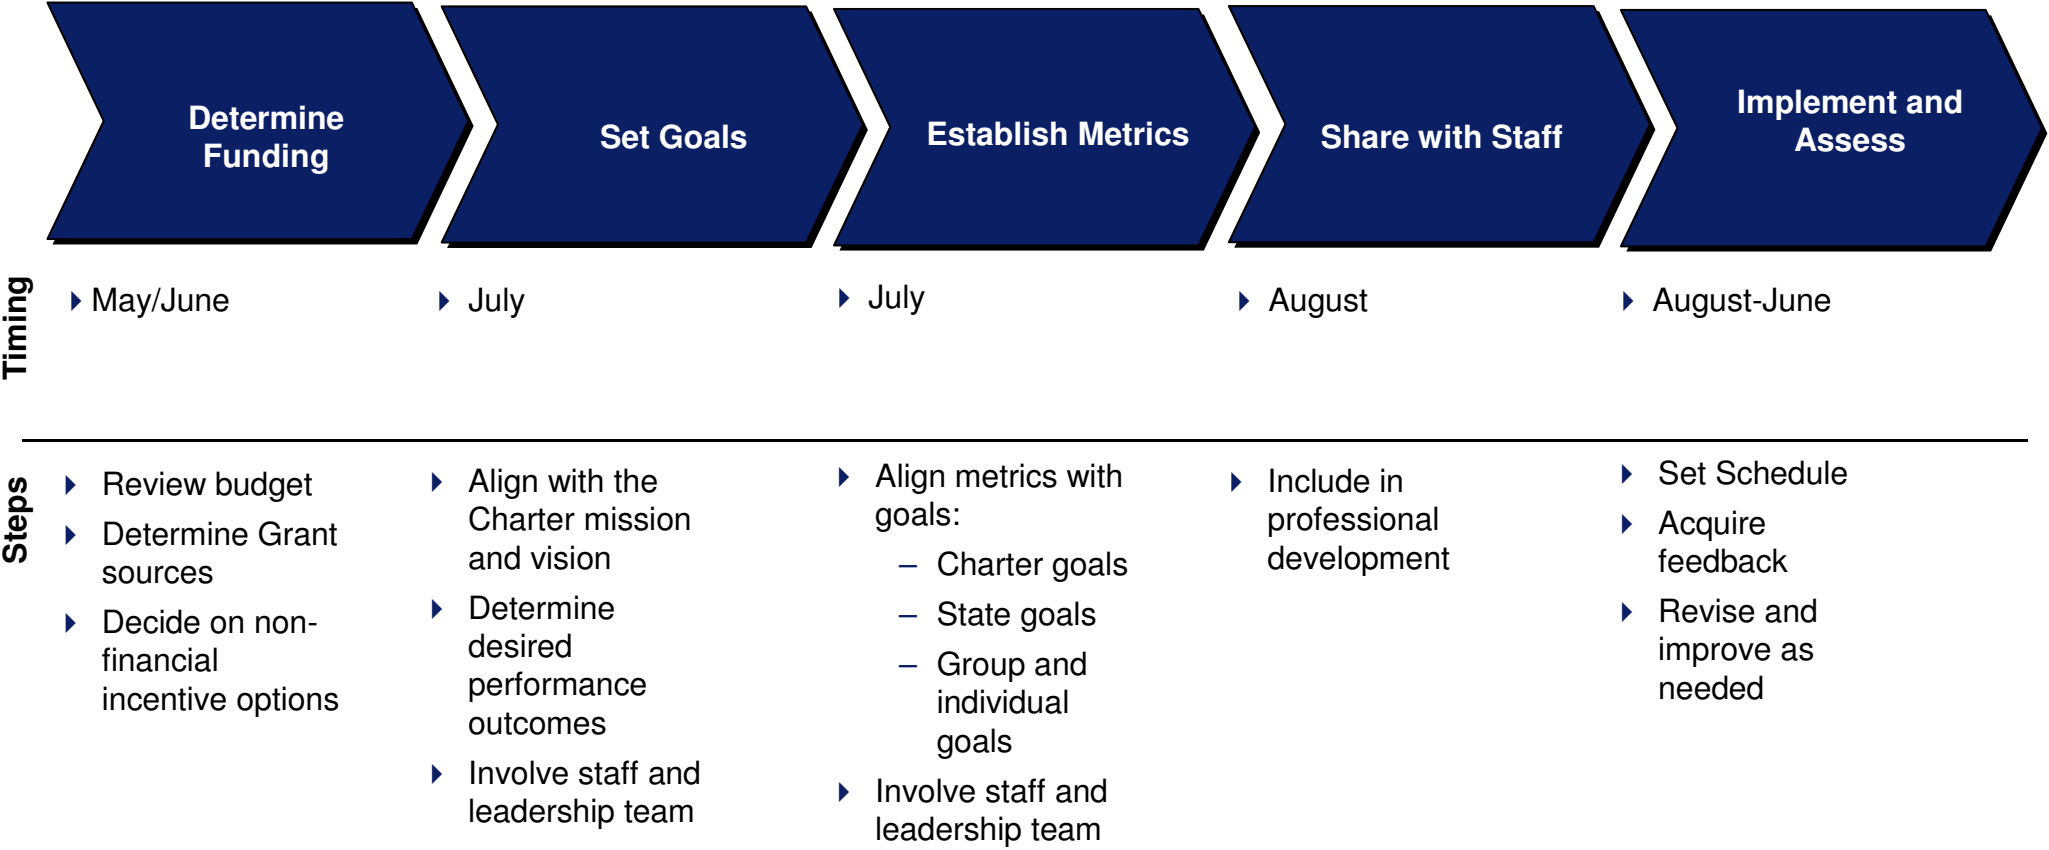 Determine
Funding
Set Goals
Establish Metrics
Share with Staff
Implement and
Assess
Timing
May/June
July
July
August
August-June
Steps
Review budget
Determine Grant
sources
Decide on non-
financial
incentive options
Align with the
Charter mission
and vision
Determine
desired
performance
outcomes
Involve staff and
leadership team
Align metrics with
goals:
– Charter goals
– State goals
– Group and
individual
goals
Involve staff and
leadership team
Include in
professional
development
Set Schedule
Acquire
feedback
Revise and
improve as
needed